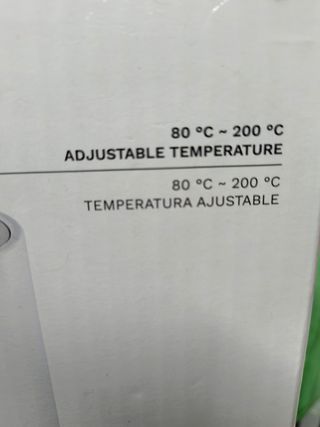 80 °C ~ 200 °C
ADJUSTABLE TEMPERATURE
80 °C ~ 200 °C
TEMPERATURA AJUSTABLE